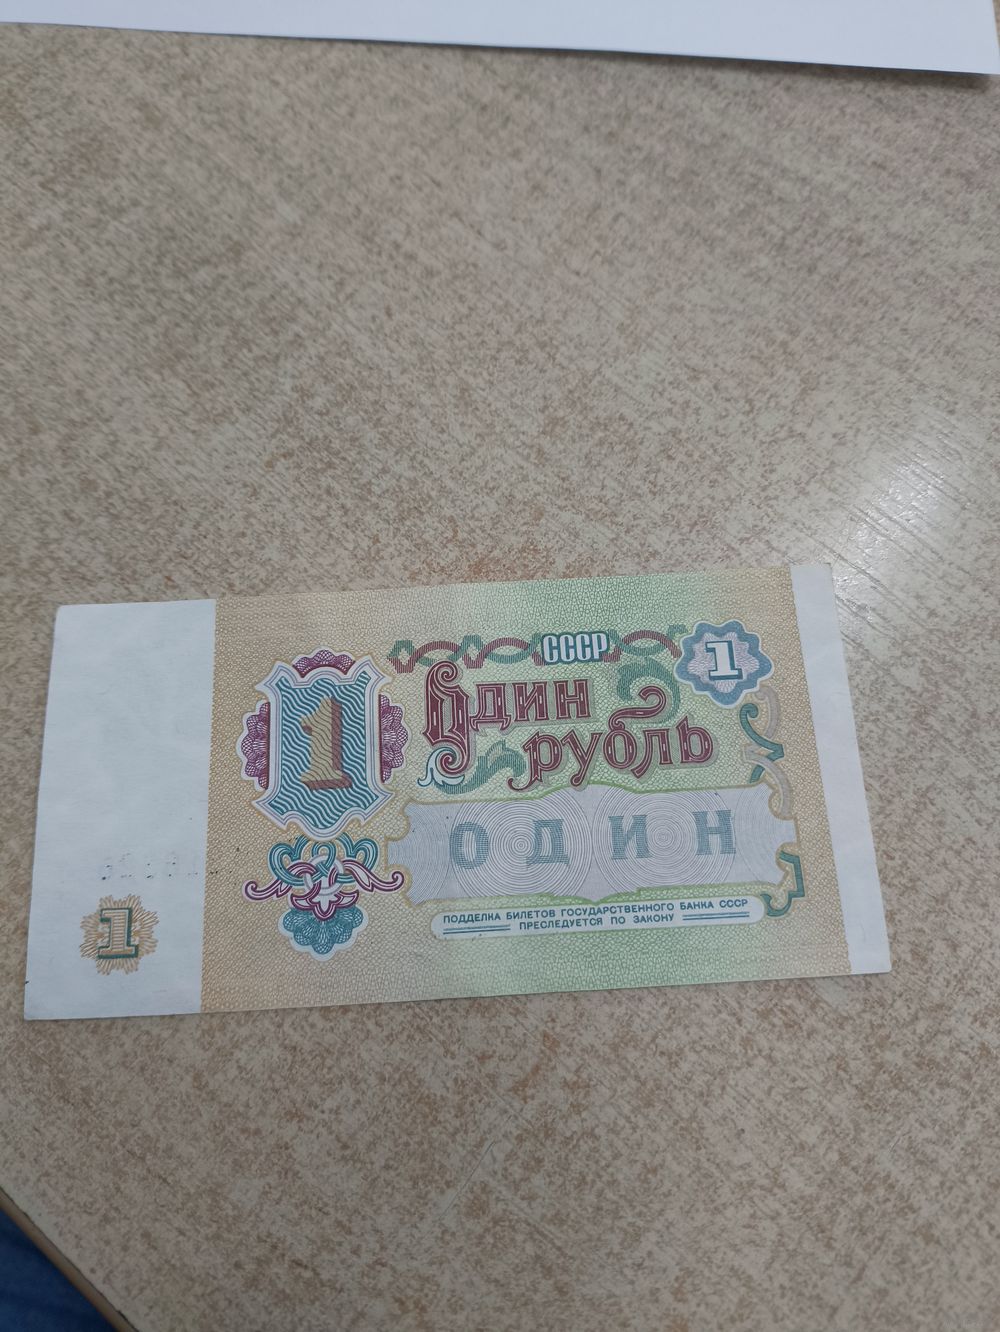 СССР
1
1
Один
рубль
ОДИН
ПОДДЕЛКА БИЛЕТОВ ГОСУДАРСТВЕННОГО БАНКА СССР
ПРЕСЛЕДУЕТСЯ ПО ЗАКОНУ
1